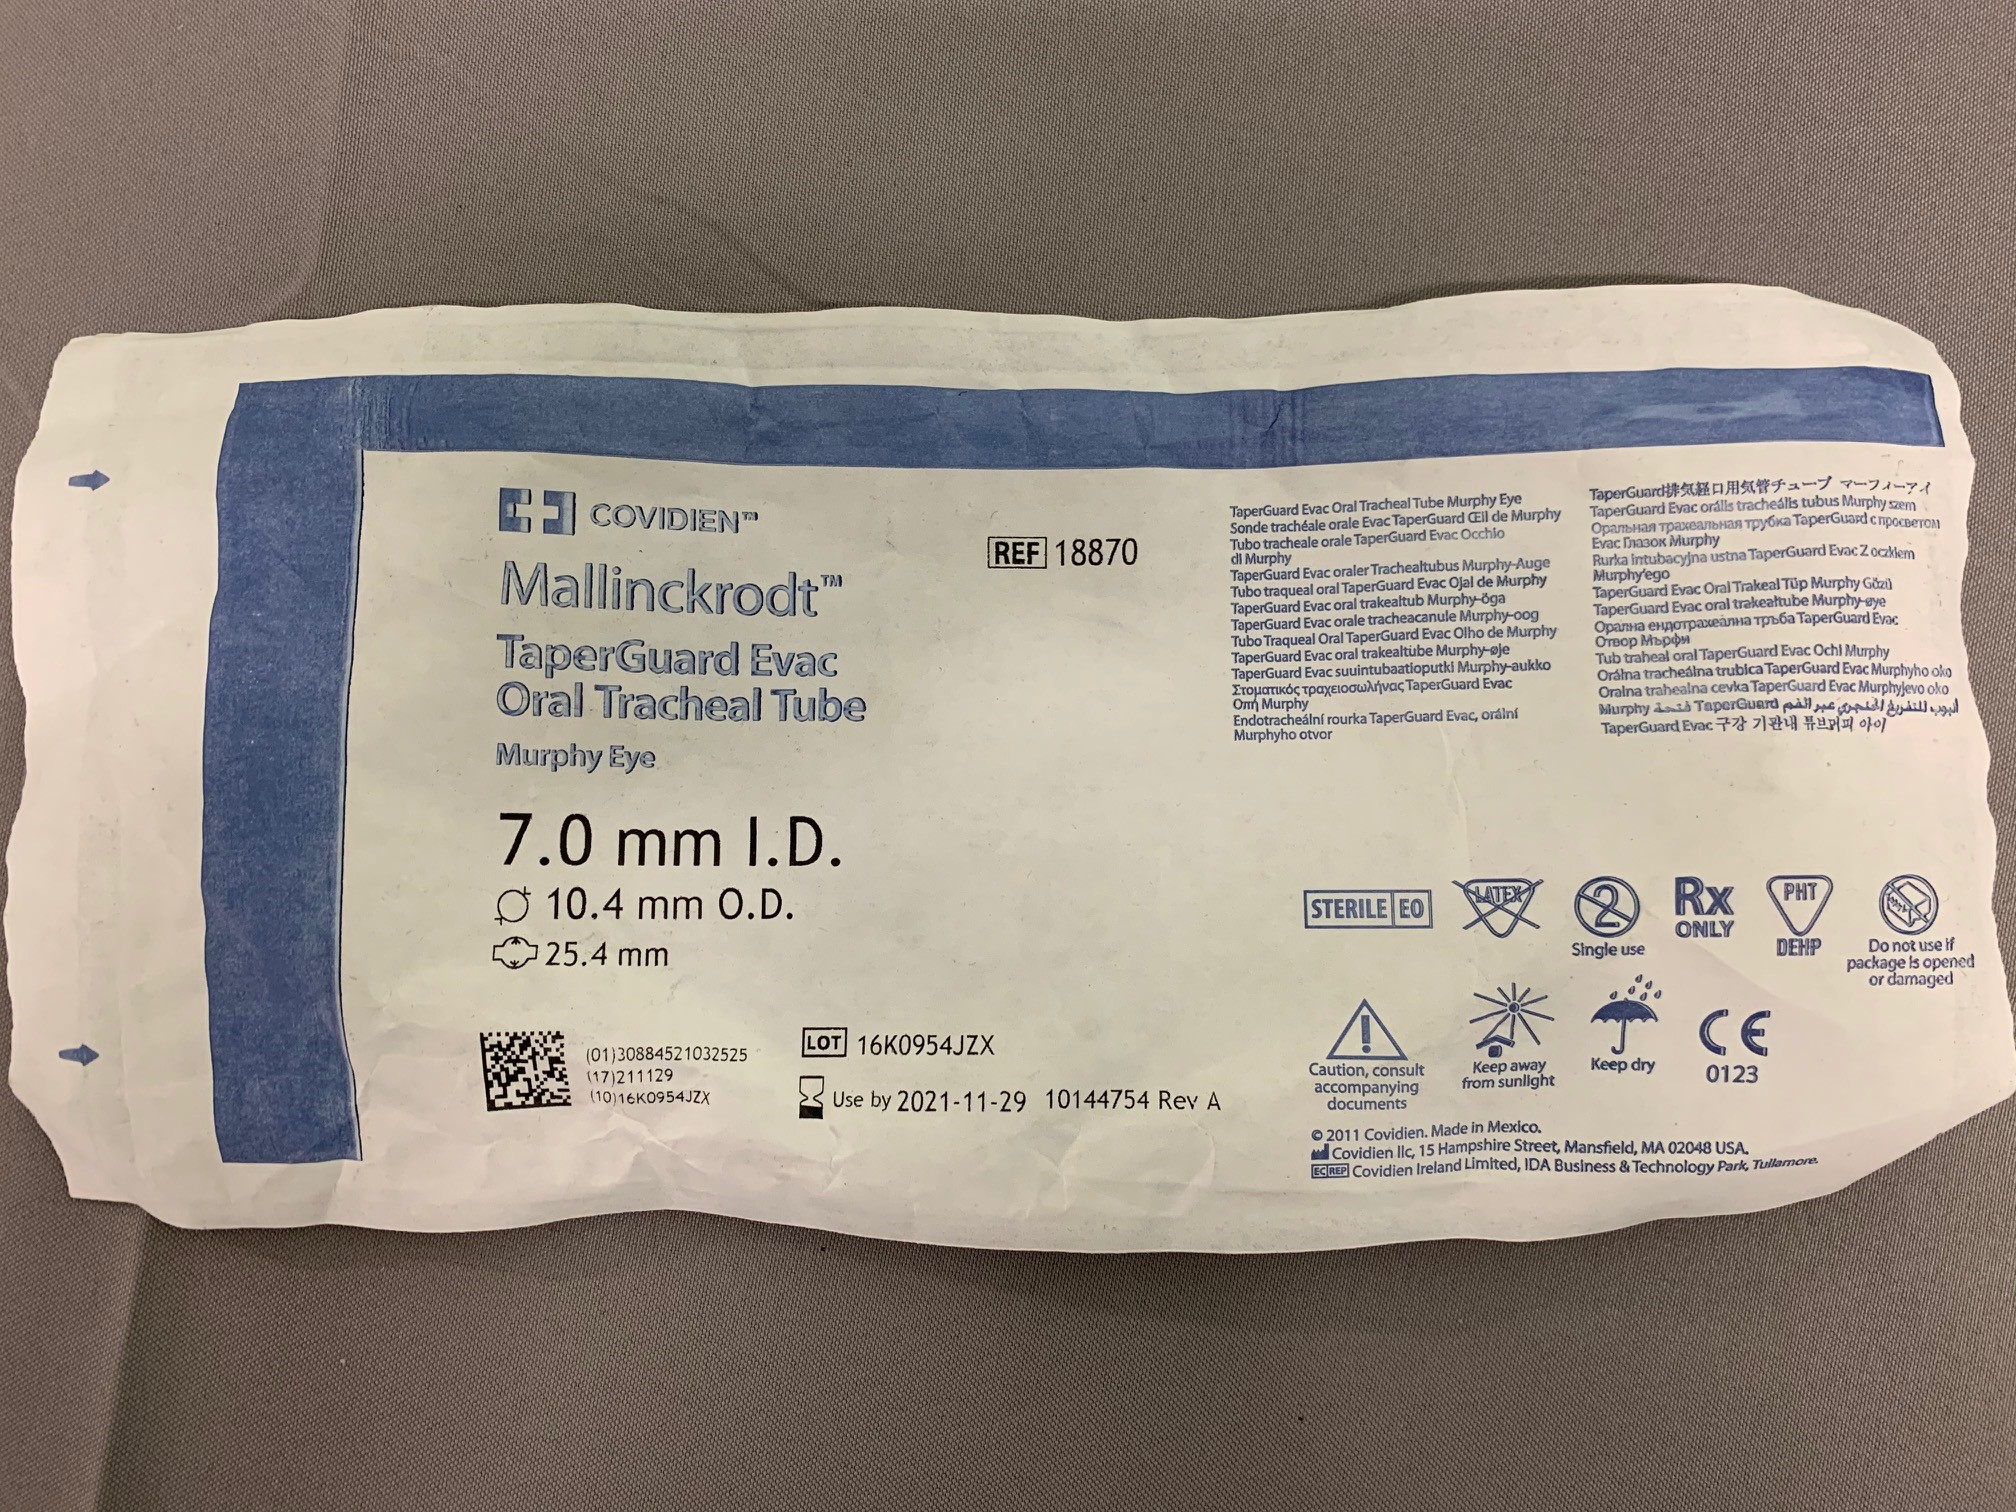 COVIDIEN™
Mallinckrodt™
TaperGuard Evac
Oral Tracheal Tube
Murphy Eye
7.0 mm I.D.
10.4 mm O.D.
25.4 mm
REF 18870
(01)30884521032525
(17)211129
(10)16K0954JZX
LOT 16K0954JZX
Use by 2021-11-29 10144754 Rev A
TaperGuard Evac Oral Tracheal Tube Murphy Eye
Sonde trachéale orale Evac TaperGuard Œil de Murphy
Tubo tracheale orale TaperGuard Evac Occhio
di Murphy
TaperGuard Evac oraler Trachealtubus Murphy-Auge
Tubo traqueal oral TaperGuard Evac Ojal de Murphy
TaperGuard Evac oral trakealtub Murphy-öga
TaperGuard Evac orale tracheacanule Murphy-oog
Tubo Traqueal Oral TaperGuard Evac Olho de Murphy
TaperGuard Evac oral trakealtube Murphy-øje
TaperGuard Evac suuintubaatioputki Murphy-aukko
Στοματικός τραχειοσωλήνας TaperGuard Evac
Οπή Murphy
Endotracheální rourka TaperGuard Evac, orální
Murphyho otvor
TaperGuard排気経口用気管チューブ マーフィーアイ
TaperGuard Evac orális tracheális tubus Murphy szem
Оральная трахеальная трубка TaperGuard с просветом
Evac Глазок Murphy
Rurka intubacyjna ustna TaperGuard Evac Z oczkiem
Murphy'ego
TaperGuard Evac Oral Trakeal Tüp Murphy Gözü
TaperGuard Evac oral trakealtube Murphy-øye
Орална ендотрахеална тръба TaperGuard Evac
Отвор Мърфи
Tub traheal oral TaperGuard Evac Ochi Murphy
Orálna tracheálna trubica TaperGuard Evac Murphyho oko
Oralna trahealna cevka TaperGuard Evac Murphyjevo oko
أنبوب للتفريغ الحنجري عبر الفم TaperGuard فتحة Murphy
TaperGuard Evac 구강 기관내 튜브머피 아이
STERILE EO
LATEX
2
Single use
Rx
ONLY
PHT
DEHP
Do not use if
package is opened
or damaged
Caution, consult
accompanying
documents
Keep away
from sunlight
Keep dry
CE
0123
© 2011 Covidien. Made in Mexico.
Covidien llc, 15 Hampshire Street, Mansfield, MA 02048 USA.
EC REP Covidien Ireland Limited, IDA Business & Technology Park, Tullamore.